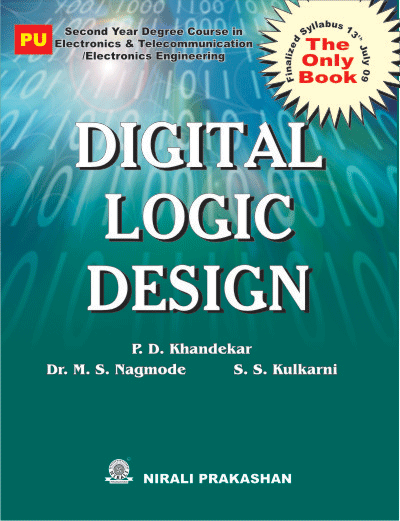 PU
Second Year Degree Course in
Electronics & Telecommunication
/Electronics Engineering
Finalized Syllabus 13th July 09
The
Only
Book
DIGITAL
LOGIC
DESIGN
P. D. Khandekar
Dr. M. S. Nagmode S. S. Kulkarni
NIRALI PRAKASHAN